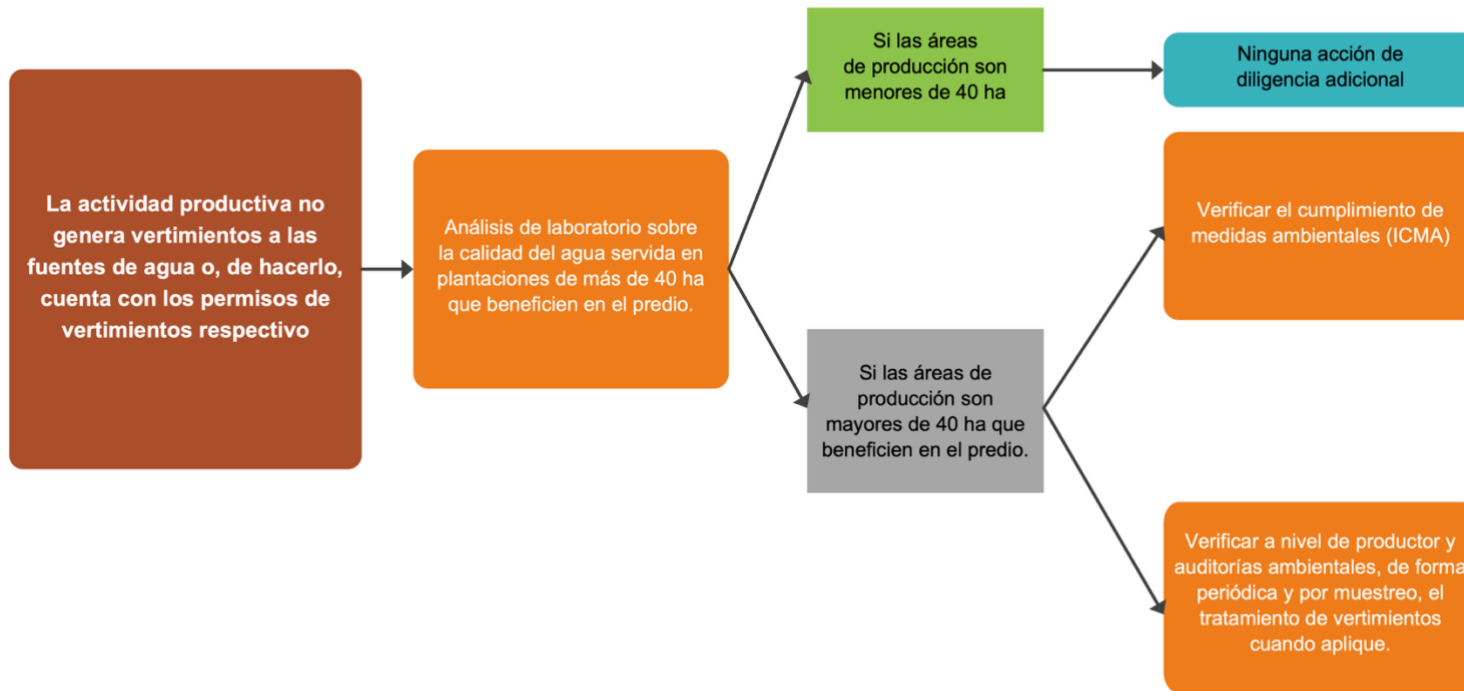 La actividad productiva no
genera vertimientos a las
fuentes de agua o, de hacerlo,
cuenta con los permisos de
vertimientos respectivo
Análisis de laboratorio sobre
la calidad del agua servida en
plantaciones de más de 40 ha
que beneficien en el predio.
Si las áreas
de producción son
menores de 40 ha
Ninguna acción de
diligencia adicional
Si las áreas de
producción son
mayores de 40 ha que
beneficien en el predio.
Verificar el cumplimiento de
medidas ambientales (ICMA)
Verificar a nivel de productor y
auditorías ambientales, de forma
periódica y por muestreo, el
tratamiento de vertimientos
cuando aplique.